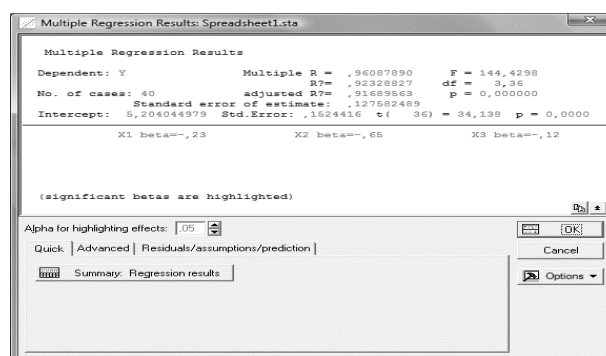 Multiple Regression Results: Spreadsheet1.sta
Multiple Regression Results
Dependent: Y Multiple R = ,96087890 F = 144,4298
R?= ,92328827 df = 3,36
No. of cases: 40 adjusted R?= ,91689563 p = 0,000000
Standard error of estimate: ,127582489
Intercept: 5,204044979 Std.Error: ,1524416 t( 36) = 34,138 p = 0,0000
X1 beta=-,23 X2 beta=-,65 X3 beta=-,12
(significant betas are highlighted)
Alpha for highlighting effects: .05
OK
Quick Advanced Residuals/assumptions/prediction
Cancel
Summary: Regression results
Options